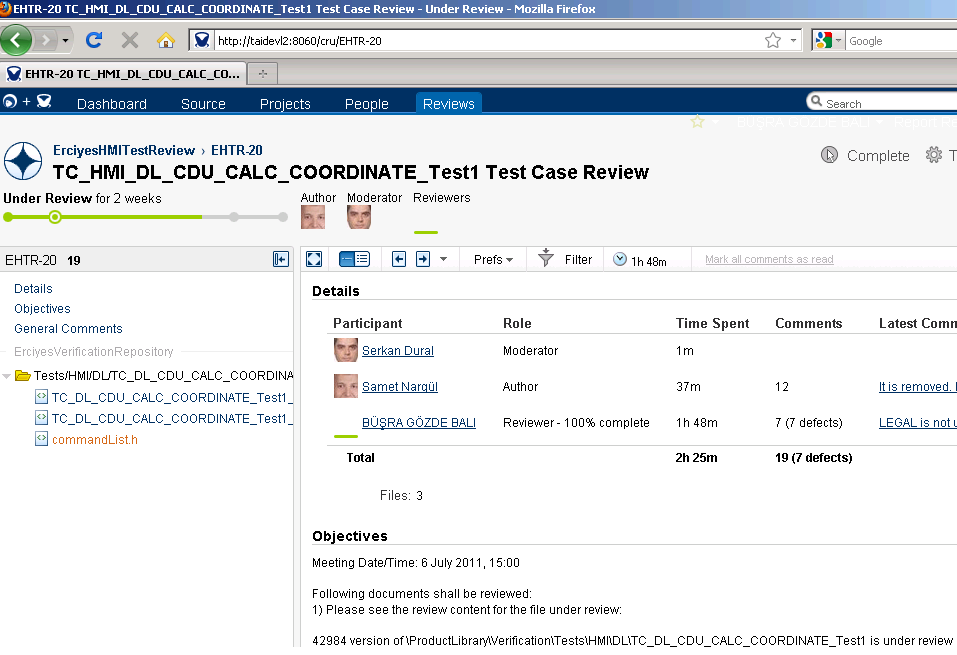 EHTR-20 TC_HMI_DL_CDU_CALC_COORDINATE_Test1 Test Case Review - Under Review - Mozilla Firefox
http://taidevl2:8060/cru/EHTR-20
Google
EHTR-20 TC_HMI_DL_CDU_CALC_CO...
Dashboard Source Projects People Reviews Search
ErciyesHMITestReview › EHTR-20
TC_HMI_DL_CDU_CALC_COORDINATE_Test1 Test Case Review
Complete T
Under Review for 2 weeks
Author Moderator Reviewers
EHTR-20 19
Prefs Filter 1h 48m Mark all comments as read
Details
Objectives
General Comments
ErciyesVerificationRepository
Tests/HMI/DL/TC_DL_CDU_CALC_COORDINA
TC_DL_CDU_CALC_COORDINATE_Test1_
TC_DL_CDU_CALC_COORDINATE_Test1_
commandList.h
Details
Participant Role Time Spent Comments Latest Comm
Serkan Dural Moderator 1m
Samet Nargül Author 37m 12 It is removed.
BÜŞRA GÖZDE BALI Reviewer - 100% complete 1h 48m 7 (7 defects) LEGAL is not u
Total 2h 25m 19 (7 defects)
Files: 3
Objectives
Meeting Date/Time: 6 July 2011, 15:00
Following documents shall be reviewed:
1) Please see the review content for the file under review:
42984 version of \ProductLibrary\Verification\Tests\HMI\DL\TC_DL_CDU_CALC_COORDINATE_Test1 is under review